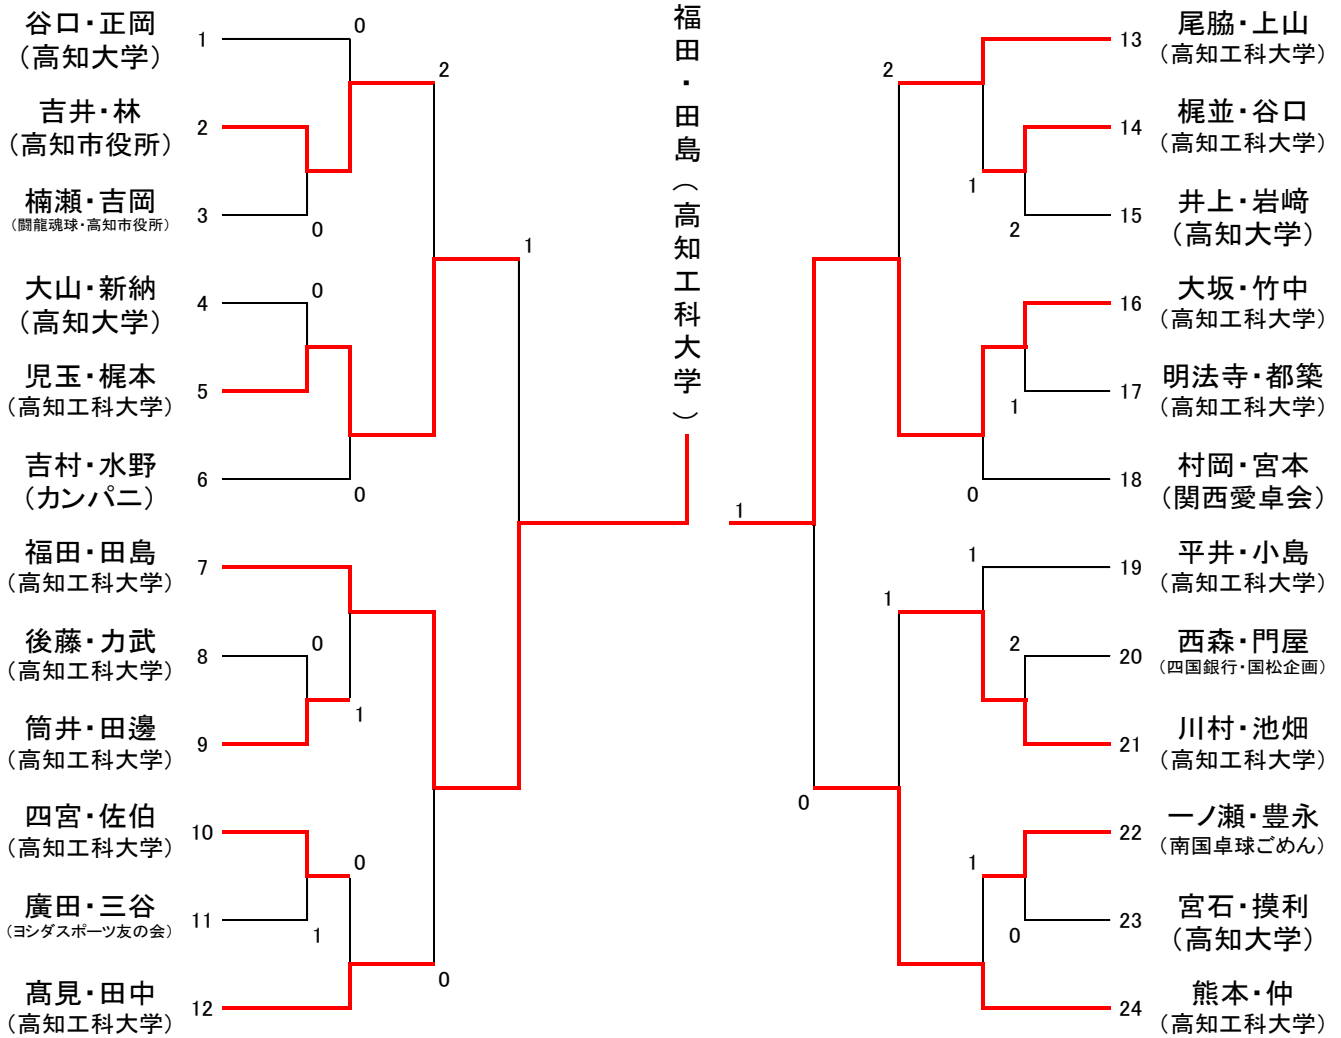 谷口・正岡
（高知大学）
1
0
吉井・林
（高知市役所）
2
楠瀬・吉岡
（闘龍魂球・高知市役所）
3
0
2
大山・新納
（高知大学）
4
0
児玉・梶本
（高知工科大学）
5
吉村・水野
（カンパニ）
6
0
1
福田・田島
（高知工科大学）
7
後藤・力武
（高知工科大学）
8
0
筒井・田邊
（高知工科大学）
9
1
四宮・佐伯
（高知工科大学）
10
0
廣田・三谷
（ヨシダスポーツ友の会）
11
1
髙見・田中
（高知工科大学）
12
0
福田・田島（高知工科大学）
1
2
13
尾脇・上山
（高知工科大学）
14
梶並・谷口
（高知工科大学）
1
15
井上・岩﨑
（高知大学）
2
16
大坂・竹中
（高知工科大学）
17
明法寺・都築
（高知工科大学）
1
18
村岡・宮本
（関西愛卓会）
0
1
19
平井・小島
（高知工科大学）
1
2
20
西森・門屋
（四国銀行・国松企画）
21
川村・池畑
（高知工科大学）
0
22
一ノ瀬・豊永
（南国卓球ごめん）
1
23
宮石・摸利
（高知大学）
0
24
熊本・仲
（高知工科大学）